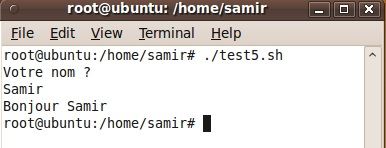 root@ubuntu: /home/samir
File Edit View Terminal Help
root@ubuntu:/home/samir# ./test5.sh
Votre nom ?
Samir
Bonjour Samir
root@ubuntu:/home/samir#